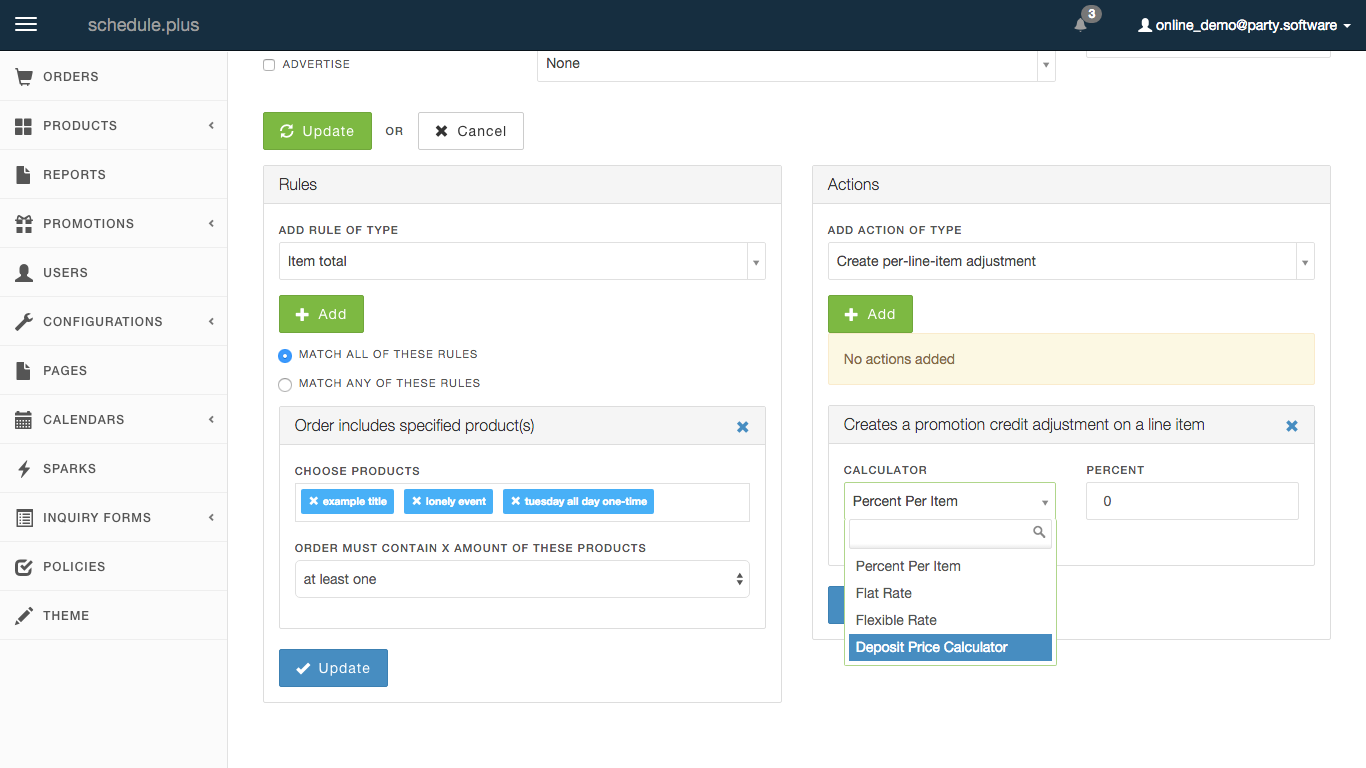 schedule.plus
3
online_demo@party.software
ORDERS
PRODUCTS
REPORTS
PROMOTIONS
USERS
CONFIGURATIONS
PAGES
CALENDARS
SPARKS
INQUIRY FORMS
POLICIES
THEME
ADVERTISE
None
Update OR Cancel
Rules
ADD RULE OF TYPE
Item total
Add
MATCH ALL OF THESE RULES
MATCH ANY OF THESE RULES
Order includes specified product(s)
CHOOSE PRODUCTS
example title lonely event tuesday all day one-time
ORDER MUST CONTAIN X AMOUNT OF THESE PRODUCTS
at least one
Update
Actions
ADD ACTION OF TYPE
Create per-line-item adjustment
Add
No actions added
Creates a promotion credit adjustment on a line item
CALCULATOR PERCENT
Percent Per Item 0
Percent Per Item
Flat Rate
Flexible Rate
Deposit Price Calculator